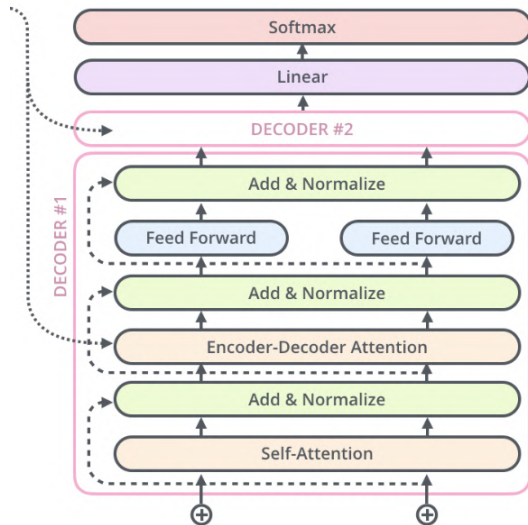 Softmax
Linear
DECODER #2
DECODER #1
Add & Normalize
Feed Forward
Feed Forward
Add & Normalize
Encoder-Decoder Attention
Add & Normalize
Self-Attention